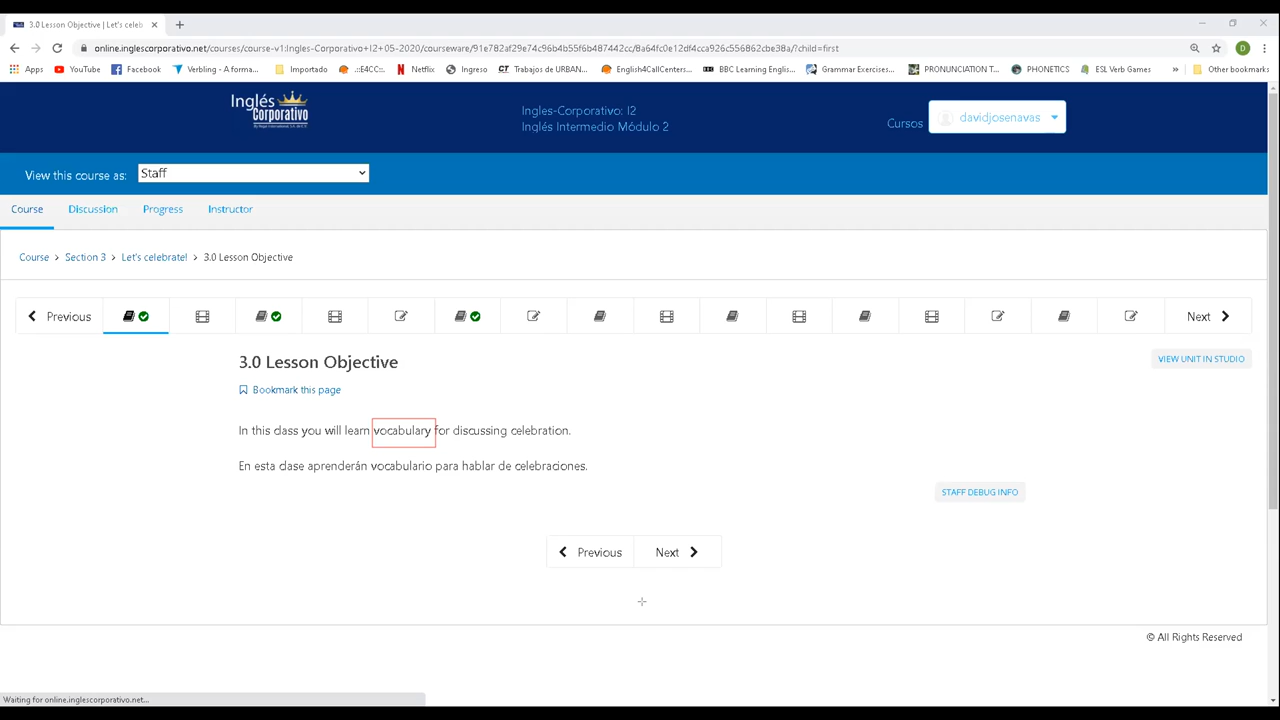 3.0 Lesson Objective | Let's celeb
online.inglescorporativo.net/courses/course-v1:Ingles-Corporativo+I2+05-2020/courseware/91e782af29e74c96b4b55f6b487442cc/8a64fc0e12df4cca926c556862cbe38a/?child=first
D
Apps YouTube Facebook Verbling - A forma... Importado .::E4CC::. Netflix Ingreso Trabajos de URBAN... English4CallCenters... BBC Learning Englis... Grammar Exercises... PRONUNCIATION T... PHONETICS ESL Verb Games » Other bookmarks
Inglés
Corporativo
Ingles-Corporativo: I2
Inglés Intermedio Módulo 2
Cursos davidjosenavas
View this course as: Staff
Course Discussion Progress Instructor
Course > Section 3 > Let's celebrate! > 3.0 Lesson Objective
Previous Next
3.0 Lesson Objective
VIEW UNIT IN STUDIO
Bookmark this page
In this class you will learn vocabulary for discussing celebration.
En esta clase aprenderán vocabulario para hablar de celebraciones.
STAFF DEBUG INFO
Previous Next
© All Rights Reserved
Waiting for online.inglescorporativo.net...